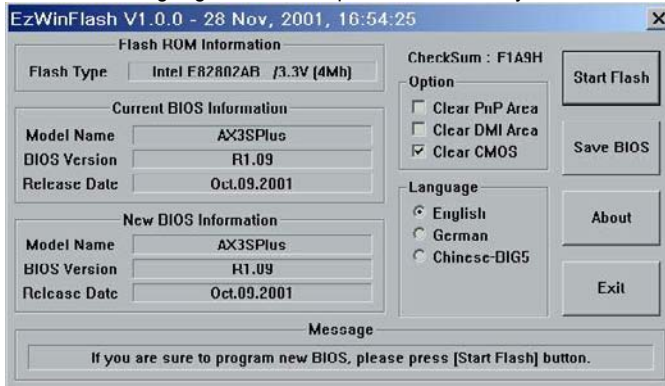 EzWinFlash V1.0.0 - 28 Nov, 2001, 16:54:25
Flash ROM Information
Flash Type Intel E82802AB /3.3V (4Mb)
Current BIOS Information
Model Name AX3SPlus
BIOS Version R1.09
Release Date Oct.09.2001
New BIOS Information
Model Name AX3SPlus
BIOS Version R1.09
Release Date Oct.09.2001
CheckSum : F1A9H
Option
Clear PnP Area
Clear DMI Area
Clear CMOS
Language
English
German
Chinese-BIG5
Start Flash
Save BIOS
About
Exit
Message
If you are sure to program new BIOS, please press [Start Flash] button.